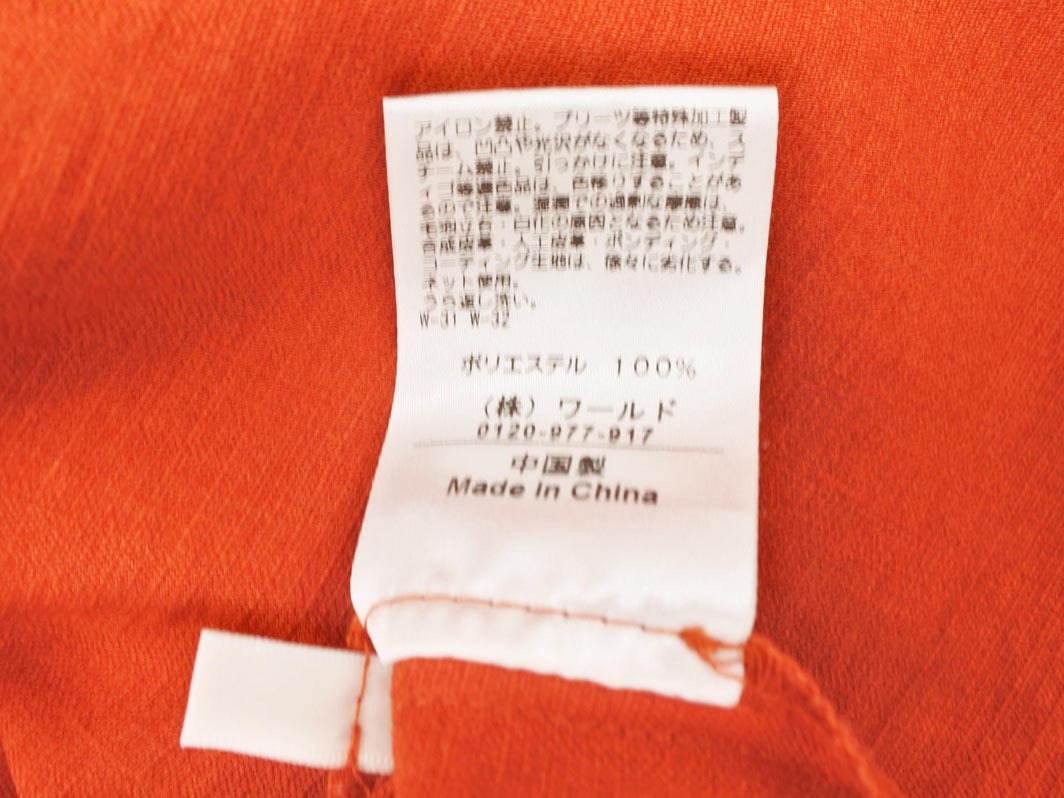 アイロン禁止。プリーツ等特殊加工製
品は、凹凸や光沢がなくなるため、ス
チーム禁止。引っかけに注意。インデ
ィゴ等濃色品は、色移りすることがあ
るので注意。湿潤での過剰な摩擦は、
毛羽立ち・白化の原因となるため注意。
合成皮革・人工皮革・ボンディング・
コーティング生地は、徐々に劣化する。
ネット使用。
うら返し洗い。
W-31 W-32
ポリエステル 100%
(株)ワールド
0120-977-917
中国製
Made in China